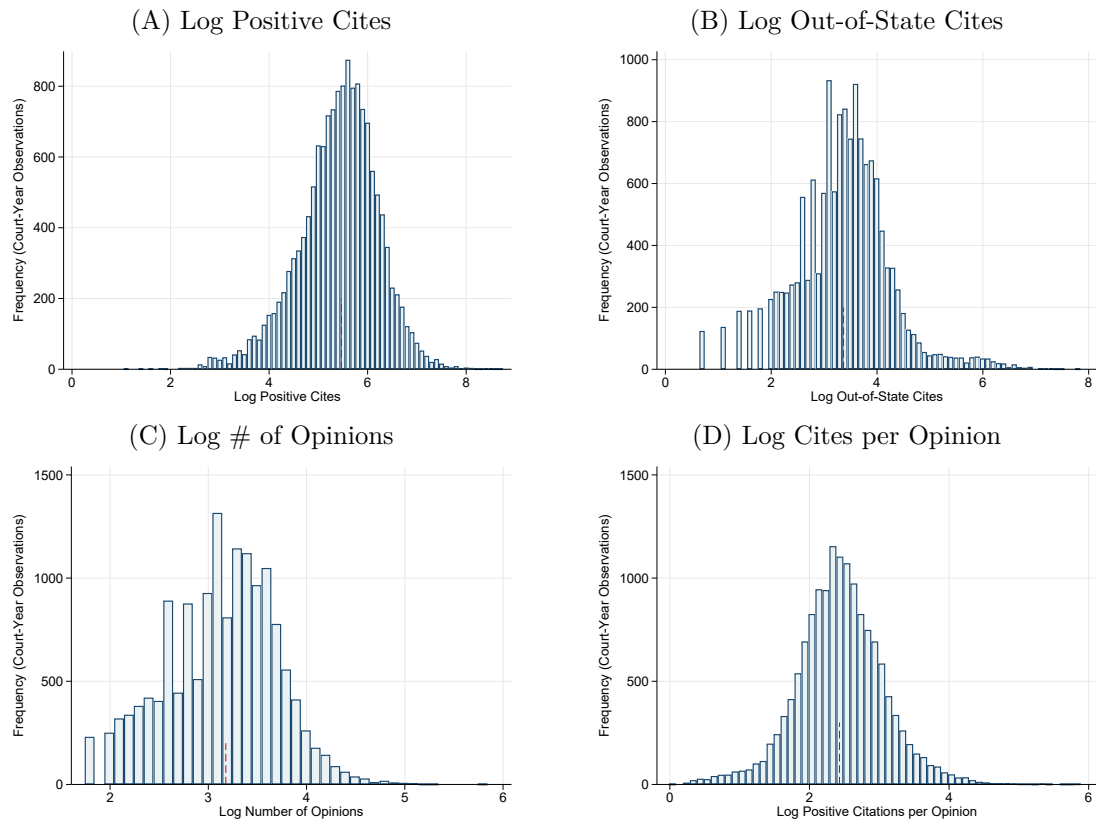 (A) Log Positive Cites
(B) Log Out-of-State Cites
Frequency (Court-Year Observations)
800
600
400
200
0
0 2 4 6 8
Log Positive Cites
Frequency (Court-Year Observations)
1000
800
600
400
200
0
0 2 4 6 8
Log Out-of-State Cites
(C) Log # of Opinions
(D) Log Cites per Opinion
Frequency (Court-Year Observations)
1500
1000
500
0
2 3 4 5 6
Log Number of Opinions
Frequency (Court-Year Observations)
1500
1000
500
0
0 2 4 6
Log Positive Citations per Opinion